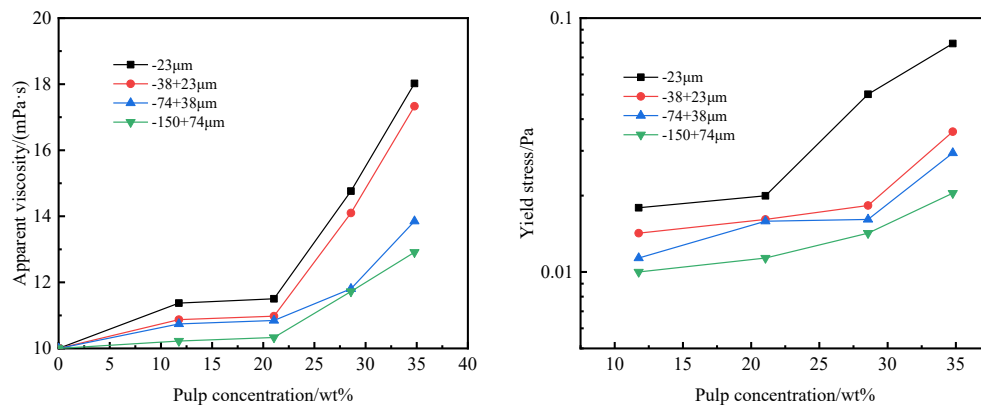 20
18
16
14
12
10
0
5
10
15
20
25
30
35
40
Apparent viscosity/(mPa·s)
Pulp concentration/wt%
-23μm
-38+23μm
-74+38μm
-150+74μm
0.1
0.01
10
15
20
25
30
35
Yield stress/Pa
Pulp concentration/wt%
-23μm
-38+23μm
-74+38μm
-150+74μm